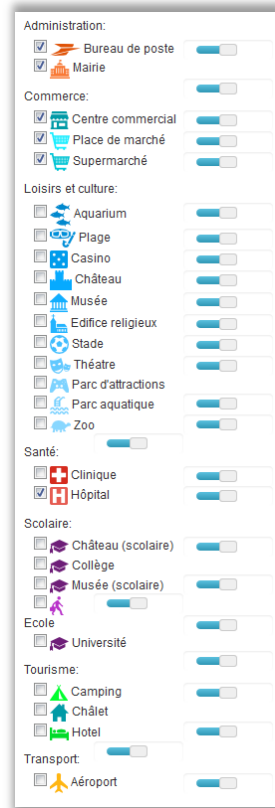 Administration:
Bureau de poste
Mairie
Commerce:
Centre commercial
Place de marché
Supermarché
Loisirs et culture:
Aquarium
Plage
Casino
Château
Musée
Edifice religieux
Stade
Théatre
Parc d'attractions
Parc aquatique
Zoo
Santé:
Clinique
Hôpital
Scolaire:
Château (scolaire)
Collège
Musée (scolaire)
Ecole
Université
Tourisme:
Camping
Châlet
Hotel
Transport:
Aéroport